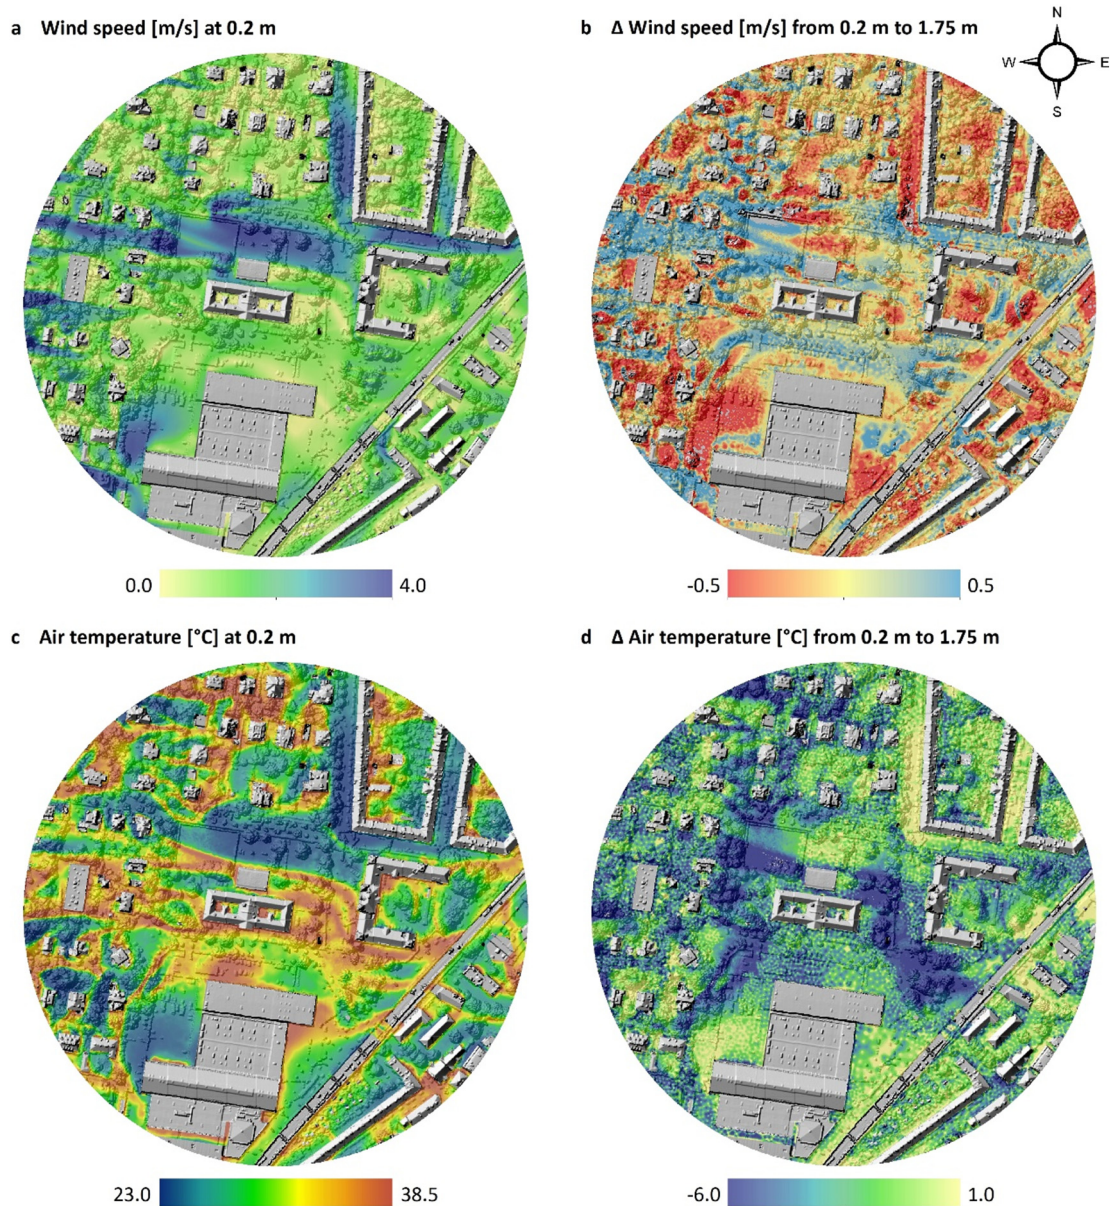 a Wind speed [m/s] at 0.2 m
b Δ Wind speed [m/s] from 0.2 m to 1.75 m
N
W E
S
0.0 4.0
-0.5 0.5
c Air temperature [°C] at 0.2 m
d Δ Air temperature [°C] from 0.2 m to 1.75 m
23.0 38.5
-6.0 1.0